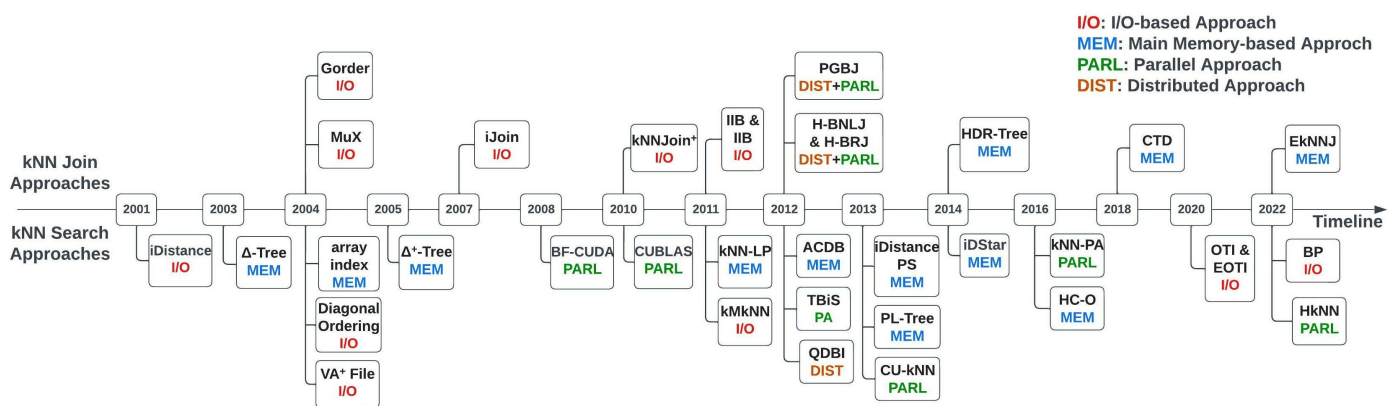 I/O: I/O-based Approach
MEM: Main Memory-based Approch
PARL: Parallel Approach
DIST: Distributed Approach
kNN Join
Approaches
Gorder
I/O
MuX
I/O
iJoin
I/O
kNNJoin⁺
I/O
IIB &
IIB
I/O
PGBJ
DIST+PARL
H-BNLJ
& H-BRJ
DIST+PARL
HDR-Tree
MEM
CTD
MEM
EkNNJ
MEM
2001
2003
2004
2005
2007
2008
2010
2011
2012
2013
2014
2016
2018
2020
2022
Timeline
kNN Search
Approaches
iDistance
I/O
Δ-Tree
MEM
array
index
MEM
Diagonal
Ordering
I/O
VA⁺ File
I/O
Δ⁺-Tree
MEM
BF-CUDA
PARL
CUBLAS
PARL
kNN-LP
MEM
kMkNN
I/O
ACDB
MEM
TBiS
PA
QDBI
DIST
iDistance
PS
MEM
PL-Tree
MEM
CU-kNN
PARL
iDStar
MEM
kNN-PA
PARL
HC-O
MEM
OTI &
EOTI
I/O
BP
I/O
HkNN
PARL